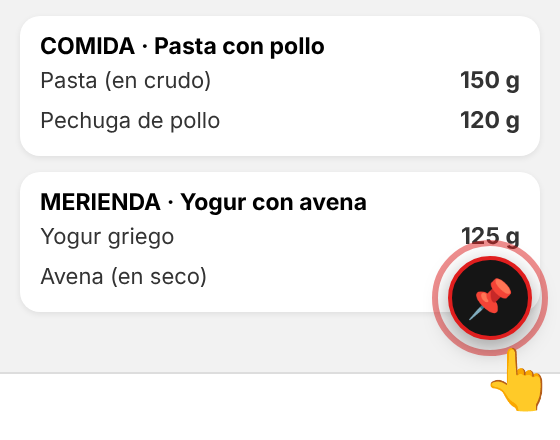 COMIDA · Pasta con pollo
Pasta (en crudo) 150 g
Pechuga de pollo 120 g
MERIENDA · Yogur con avena
Yogur griego 125 g
Avena (en seco)